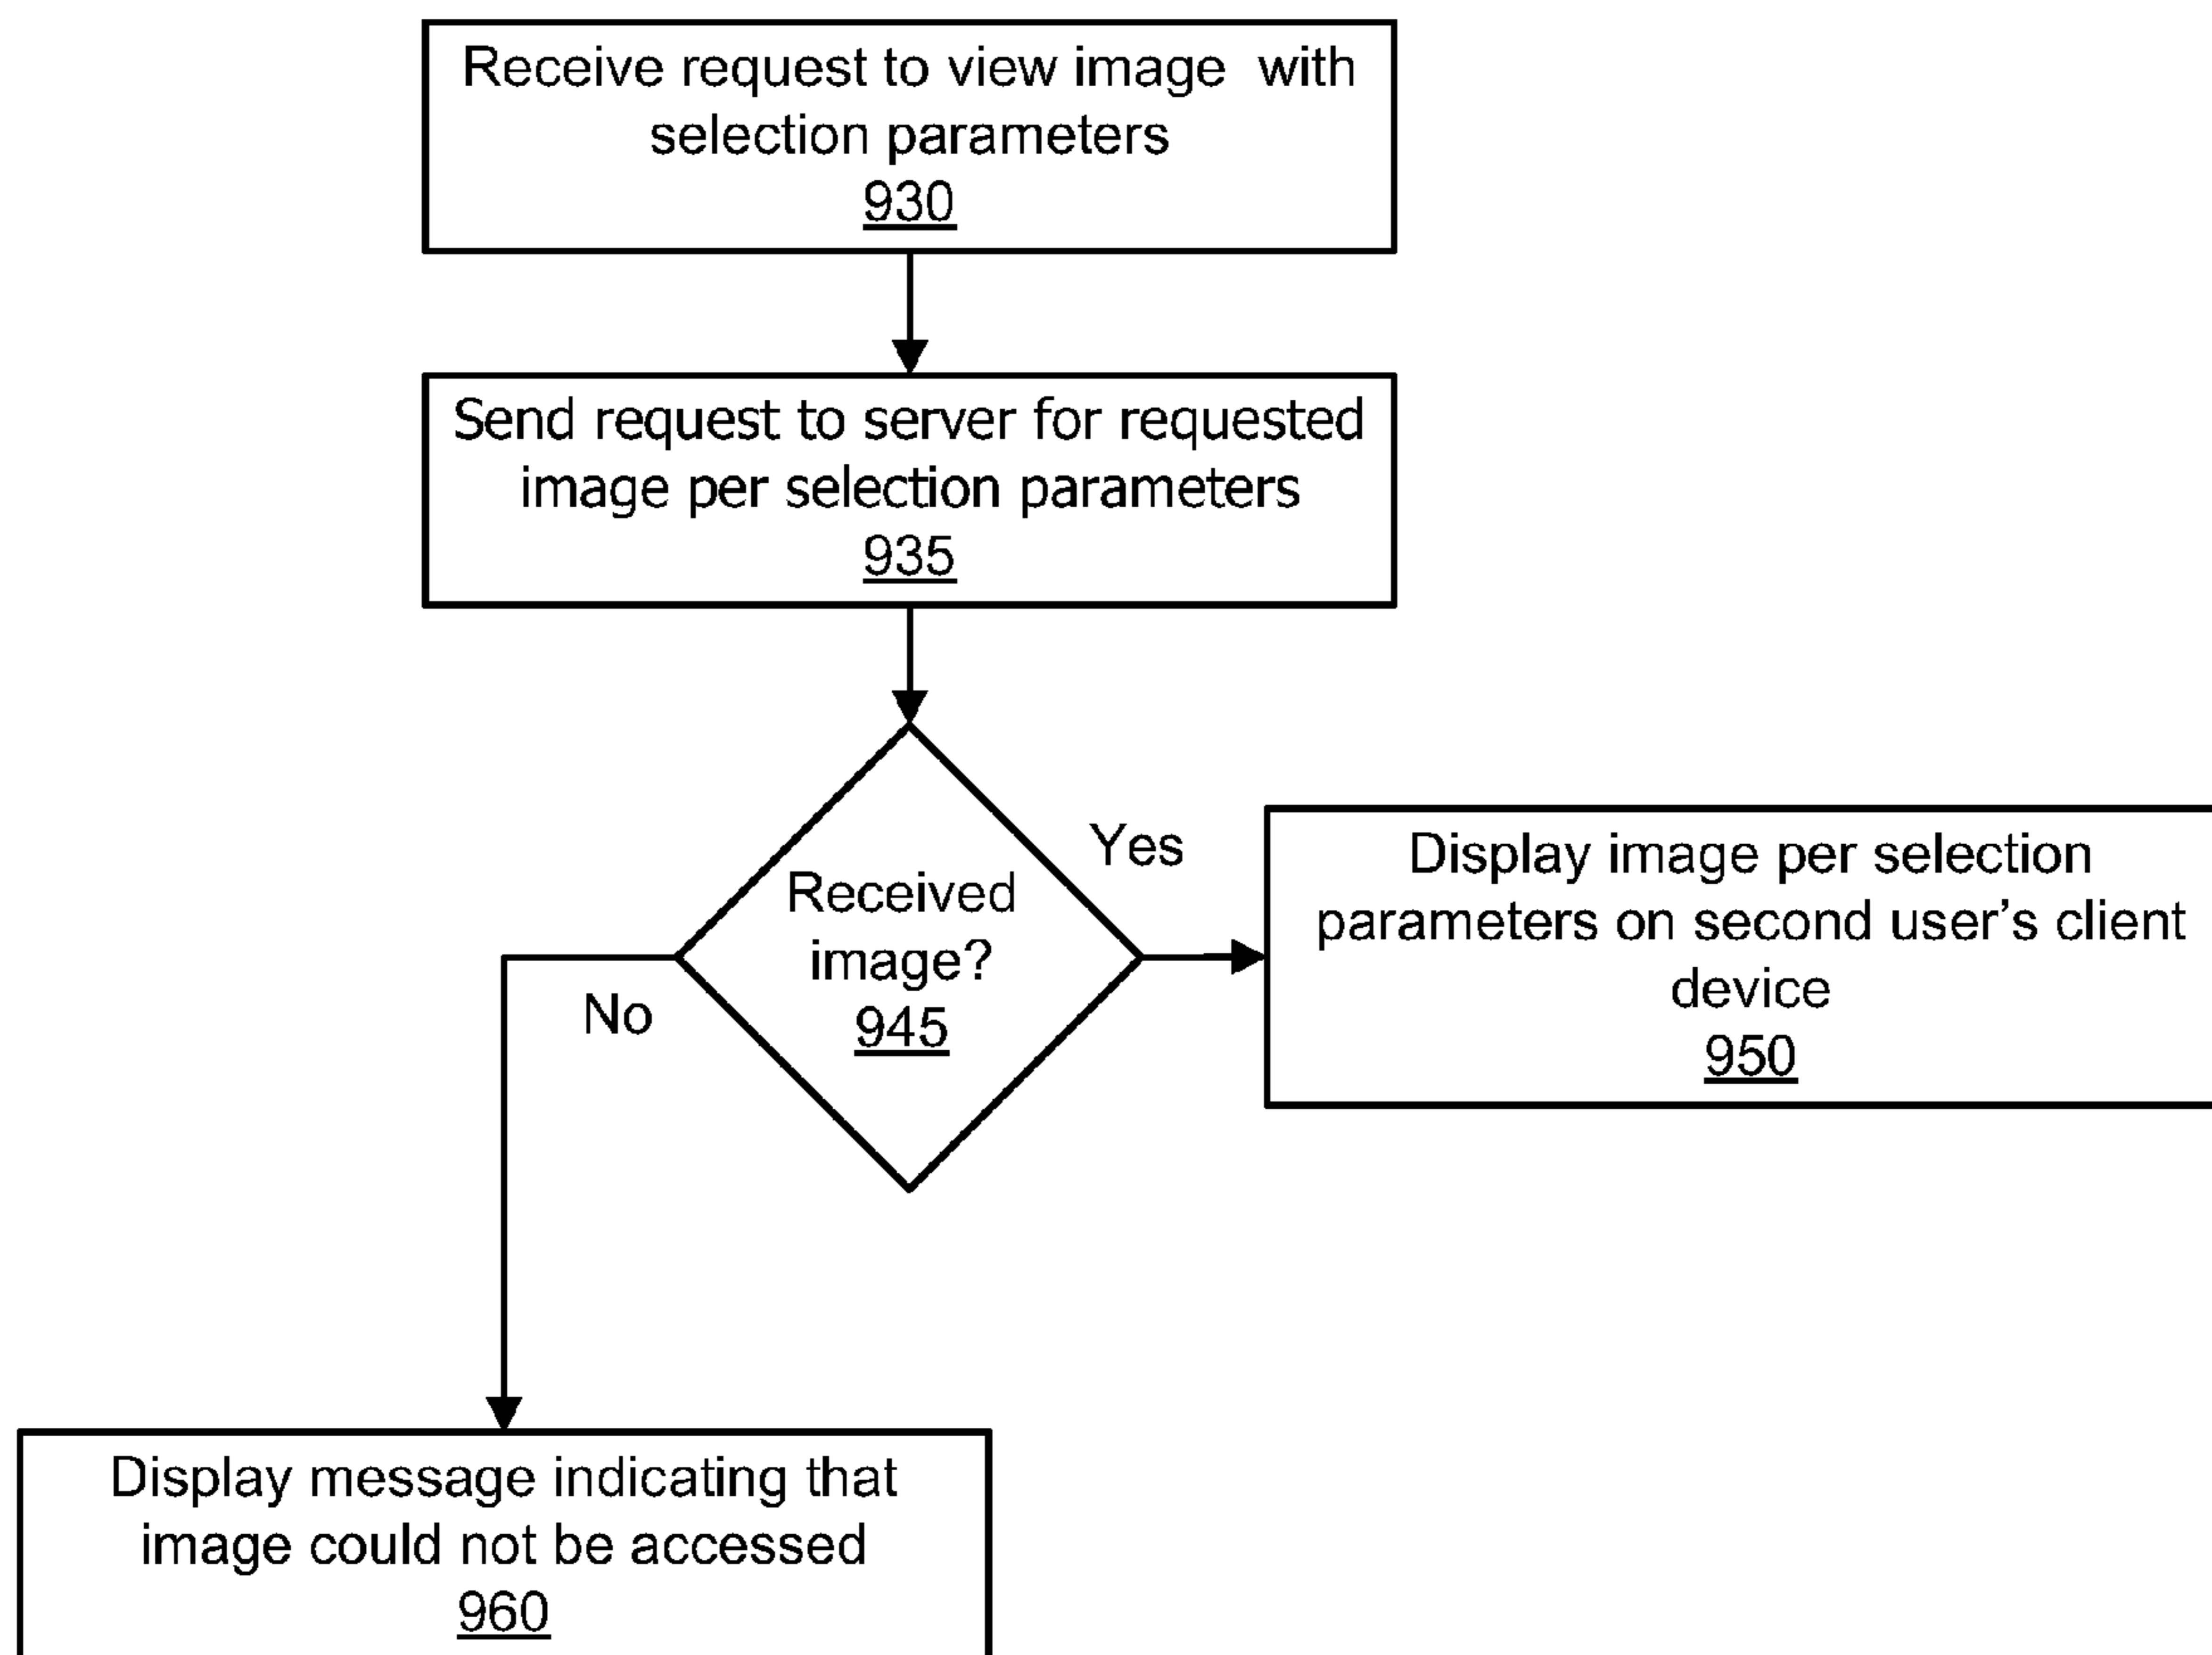 Receive request to view image with
selection parameters
930
Send request to server for requested
image per selection parameters
935
Yes
Received
image?
945
No
Display image per selection
parameters on second user’s client
device
950
Display message indicating that
image could not be accessed
960